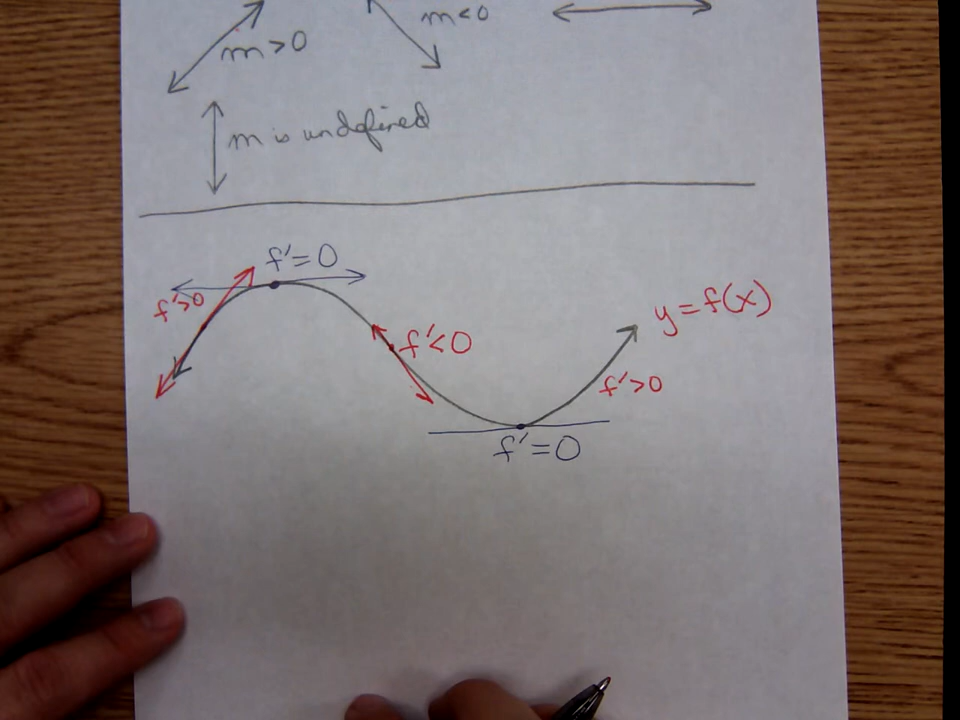 m > 0
m < 0
m is undefined
f' = 0
f' > 0
f' < 0
y = f(x)
f' > 0
f' = 0